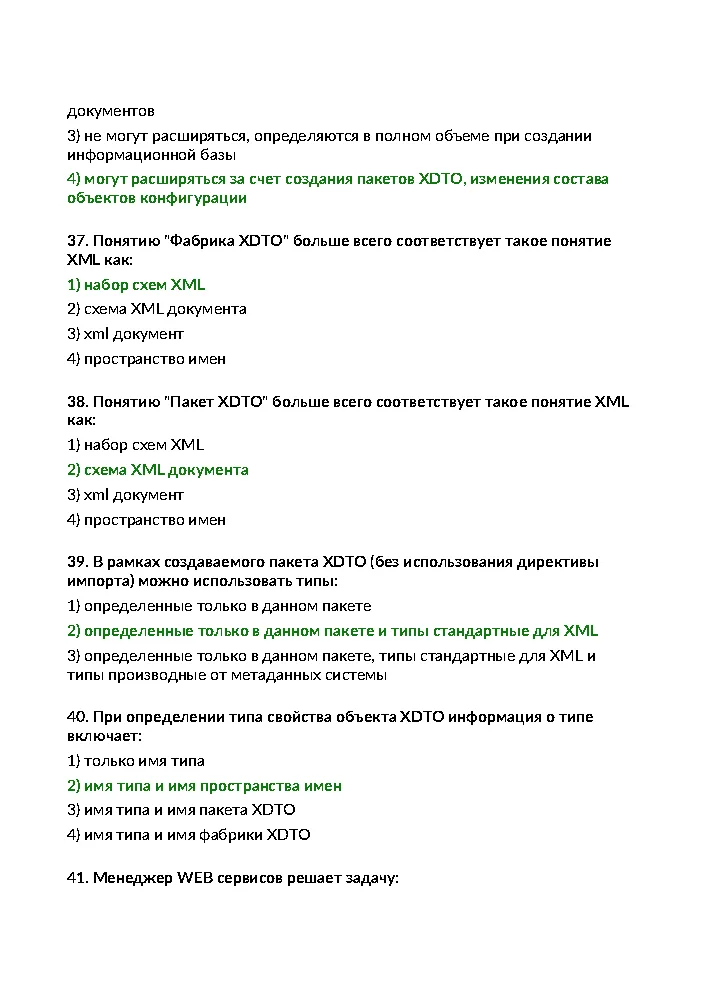 документов
3) не могут расширяться, определяются в полном объеме при создании
информационной базы
4) могут расширяться за счет создания пакетов XDTO, изменения состава
объектов конфигурации
37. Понятию "Фабрика XDTO" больше всего соответствует такое понятие
XML как:
1) набор схем XML
2) схема XML документа
3) xml документ
4) пространство имен
38. Понятию "Пакет XDTO" больше всего соответствует такое понятие XML
как:
1) набор схем XML
2) схема XML документа
3) xml документ
4) пространство имен
39. В рамках создаваемого пакета XDTO (без использования директивы
импорта) можно использовать типы:
1) определенные только в данном пакете
2) определенные только в данном пакете и типы стандартные для XML
3) определенные только в данном пакете, типы стандартные для XML и
типы производные от метаданных системы
40. При определении типа свойства объекта XDTO информация о типе
включает:
1) только имя типа
2) имя типа и имя пространства имен
3) имя типа и имя пакета XDTO
4) имя типа и имя фабрики XDTO
41. Менеджер WEB сервисов решает задачу: